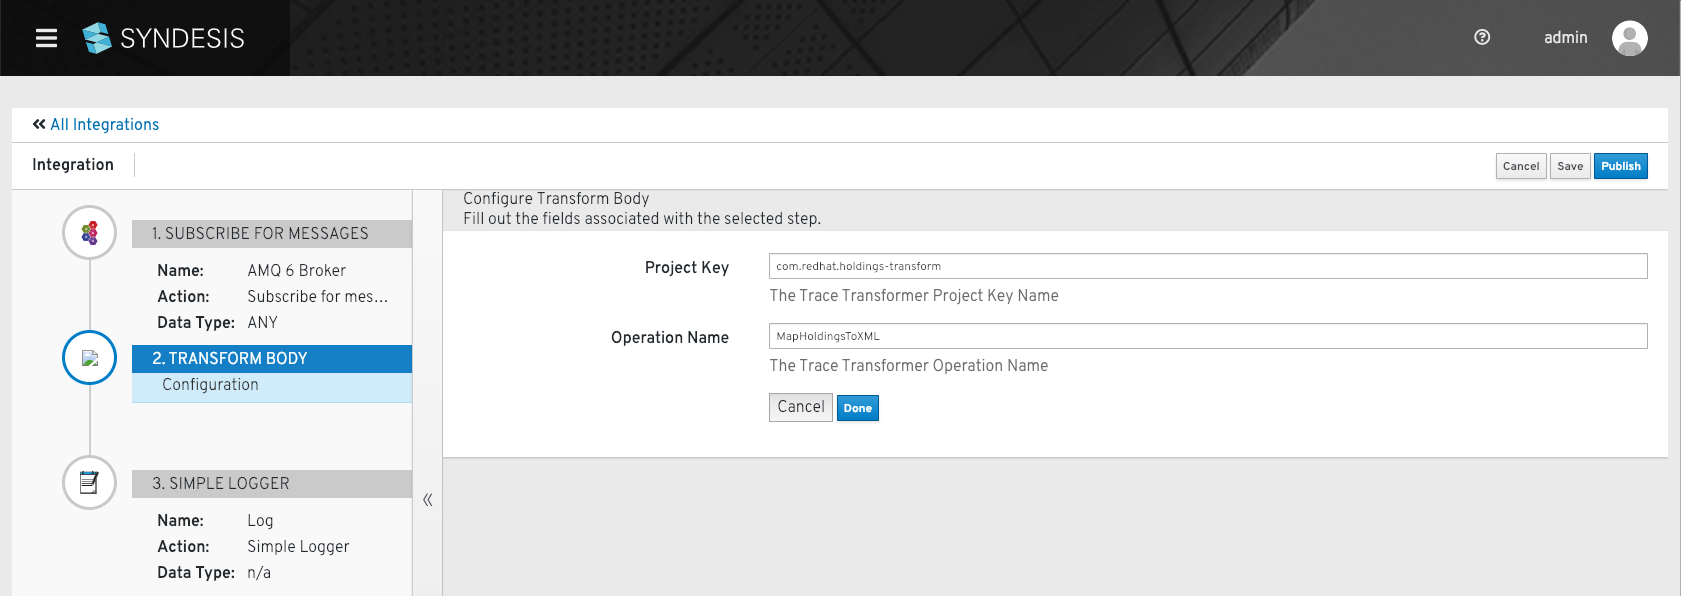 SYNDESIS
admin
All Integrations
Integration
Cancel Save Publish
1. SUBSCRIBE FOR MESSAGES
Name: AMQ 6 Broker
Action: Subscribe for mes...
Data Type: ANY
2. TRANSFORM BODY
Configuration
3. SIMPLE LOGGER
Name: Log
Action: Simple Logger
Data Type: n/a
Configure Transform Body
Fill out the fields associated with the selected step.
Project Key com.redhat.holdings-transform
The Trace Transformer Project Key Name
Operation Name MapHoldingsToXML
The Trace Transformer Operation Name
Cancel Done